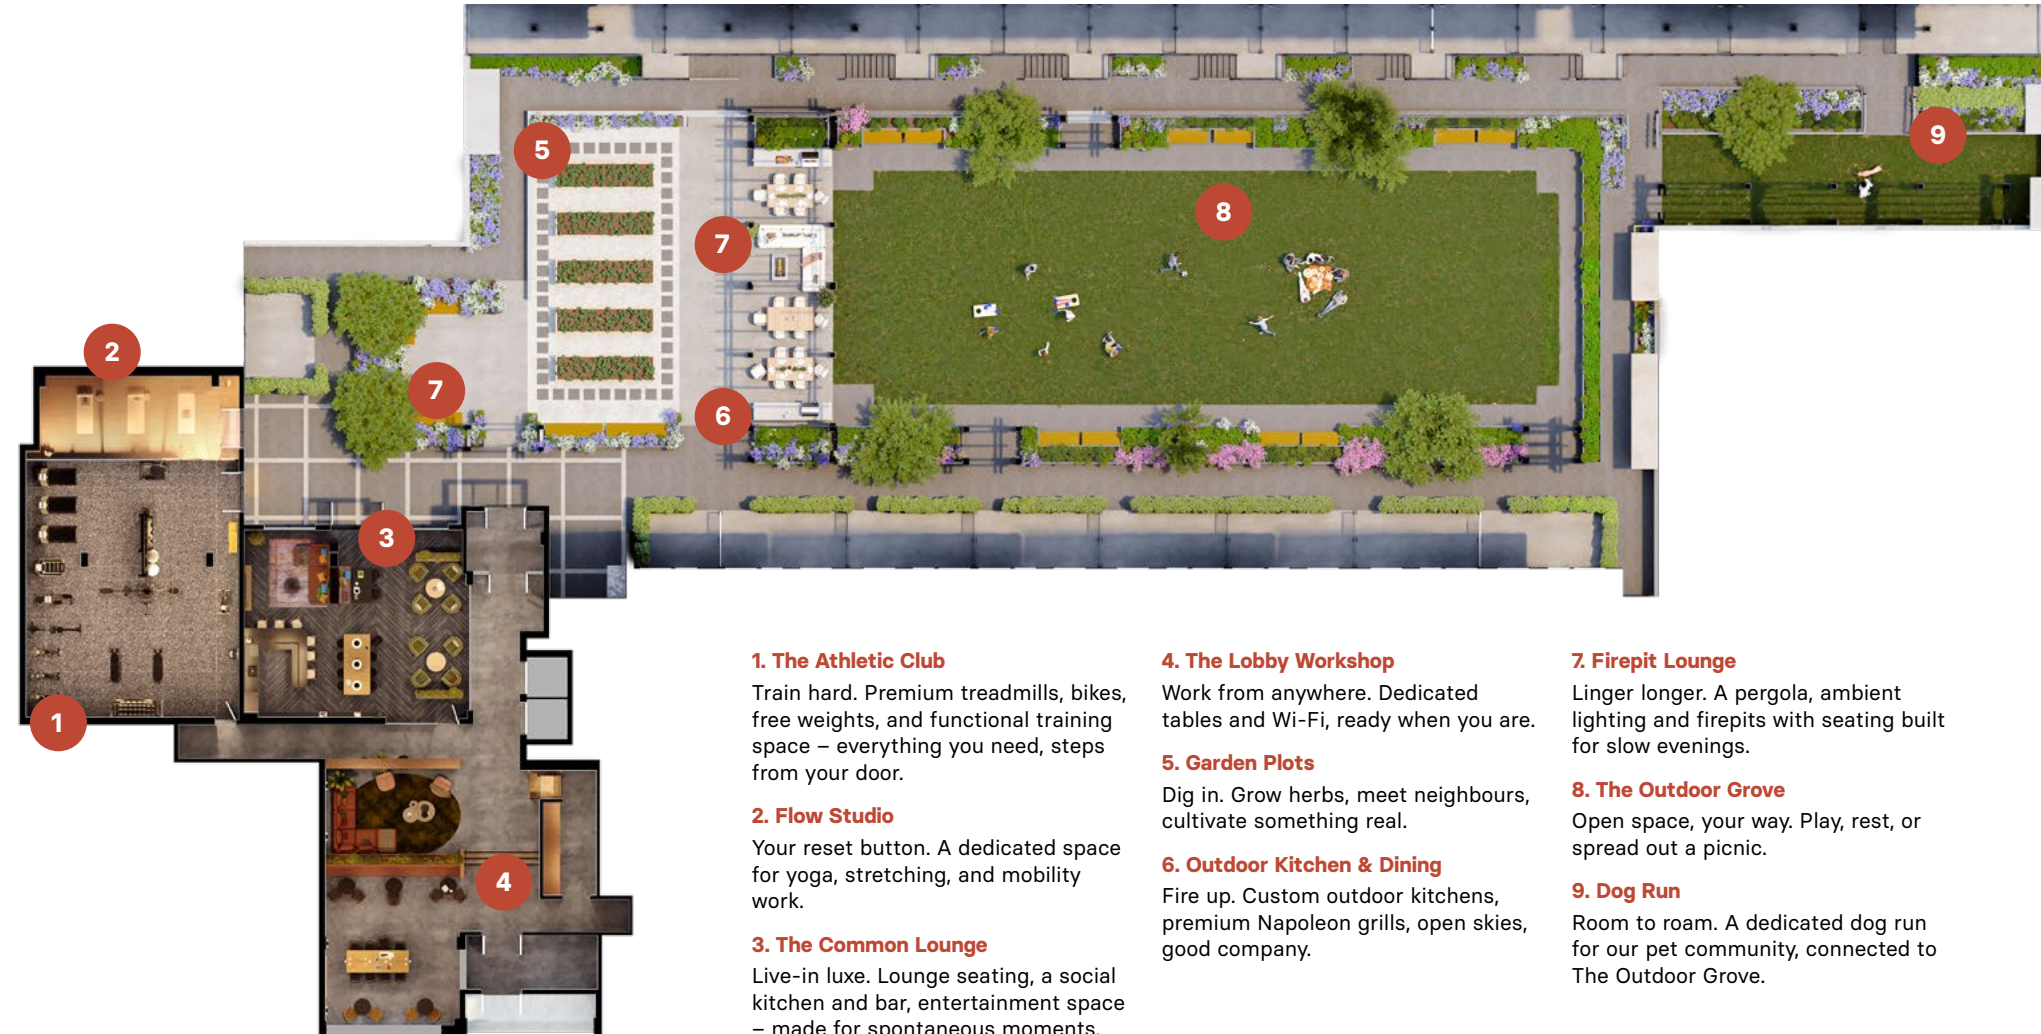 5
9
8
7
2
7
6
3
1
4
1. The Athletic Club
Train hard. Premium treadmills, bikes,
free weights, and functional training
space – everything you need, steps
from your door.
2. Flow Studio
Your reset button. A dedicated space
for yoga, stretching, and mobility
work.
3. The Common Lounge
Live-in luxe. Lounge seating, a social
kitchen and bar, entertainment space
– made for spontaneous moments.
4. The Lobby Workshop
Work from anywhere. Dedicated
tables and Wi-Fi, ready when you are.
5. Garden Plots
Dig in. Grow herbs, meet neighbours,
cultivate something real.
6. Outdoor Kitchen & Dining
Fire up. Custom outdoor kitchens,
premium Napoleon grills, open skies,
good company.
7. Firepit Lounge
Linger longer. A pergola, ambient
lighting and firepits with seating built
for slow evenings.
8. The Outdoor Grove
Open space, your way. Play, rest, or
spread out a picnic.
9. Dog Run
Room to roam. A dedicated dog run
for our pet community, connected to
The Outdoor Grove.